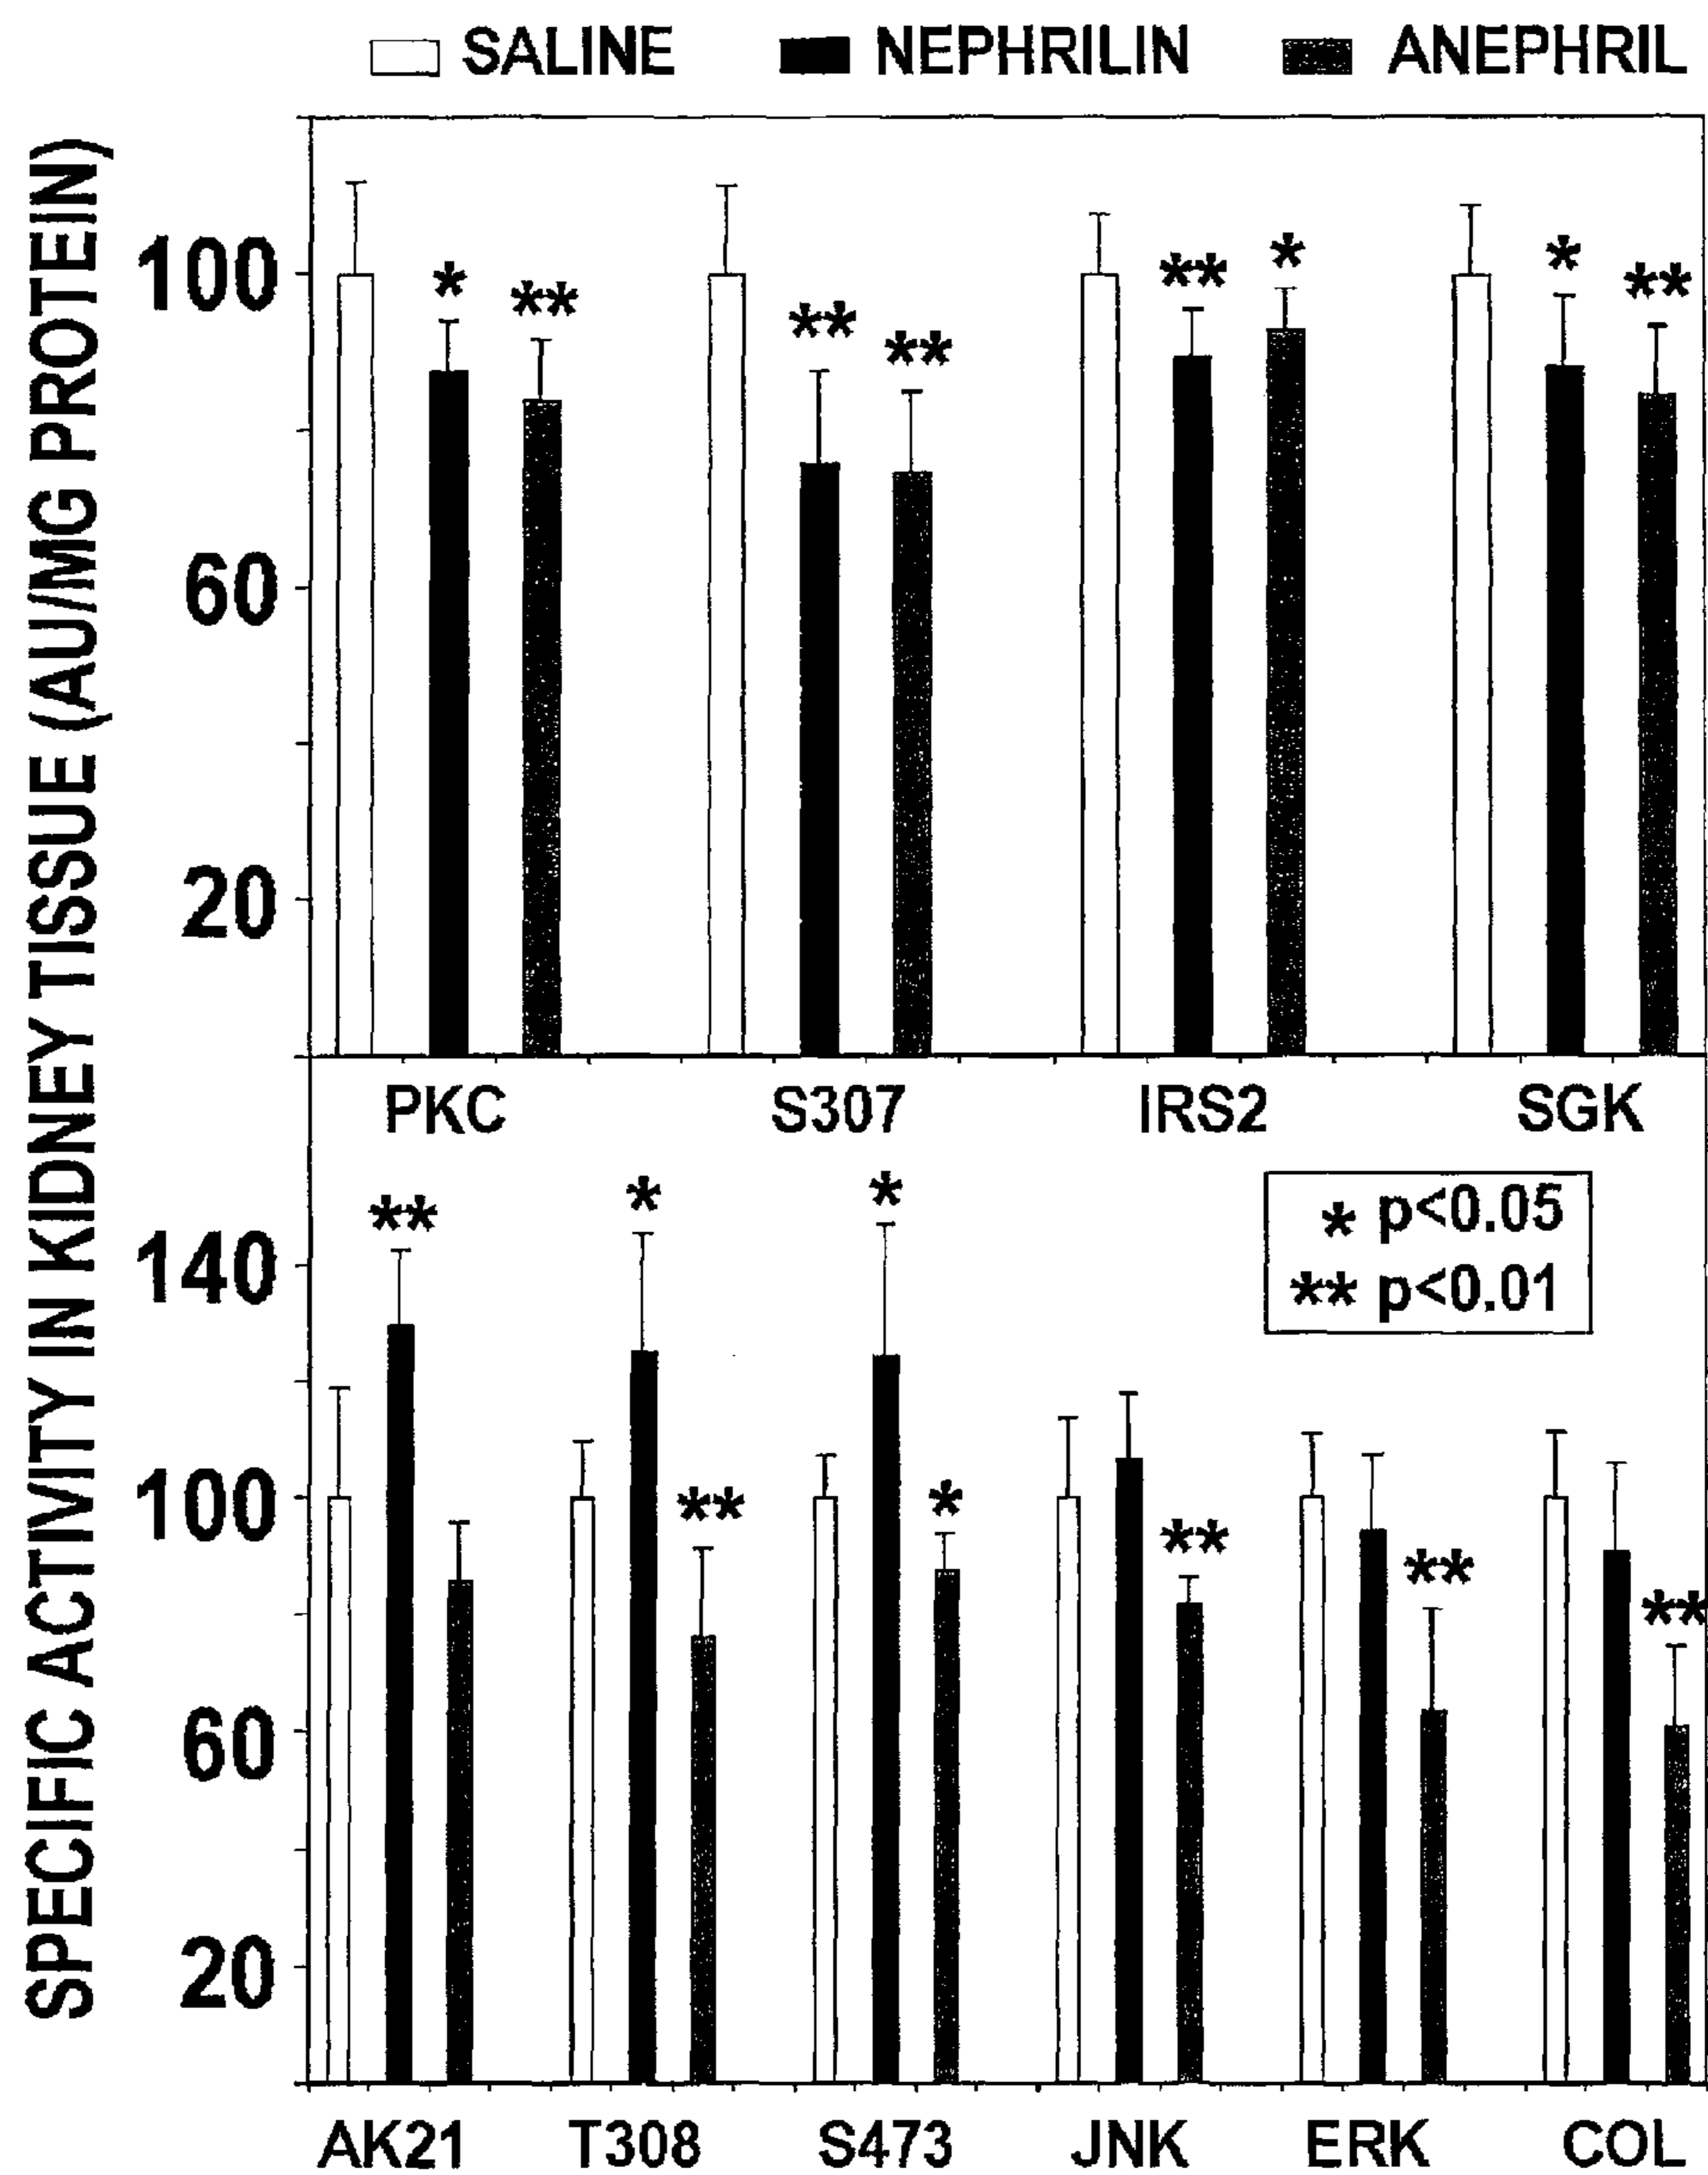 SALINE NEPHRILIN ANEPHRIL
SPECIFIC ACTIVITY IN KIDNEY TISSUE (AU/MG PROTEIN)
100
60
20
* ** ** ** ** * * **
PKC S307 IRS2 SGK
* p<0.05
** p<0.01
140
100
60
20
** * ** * * ** ** **
AK21 T308 S473 JNK ERK COL